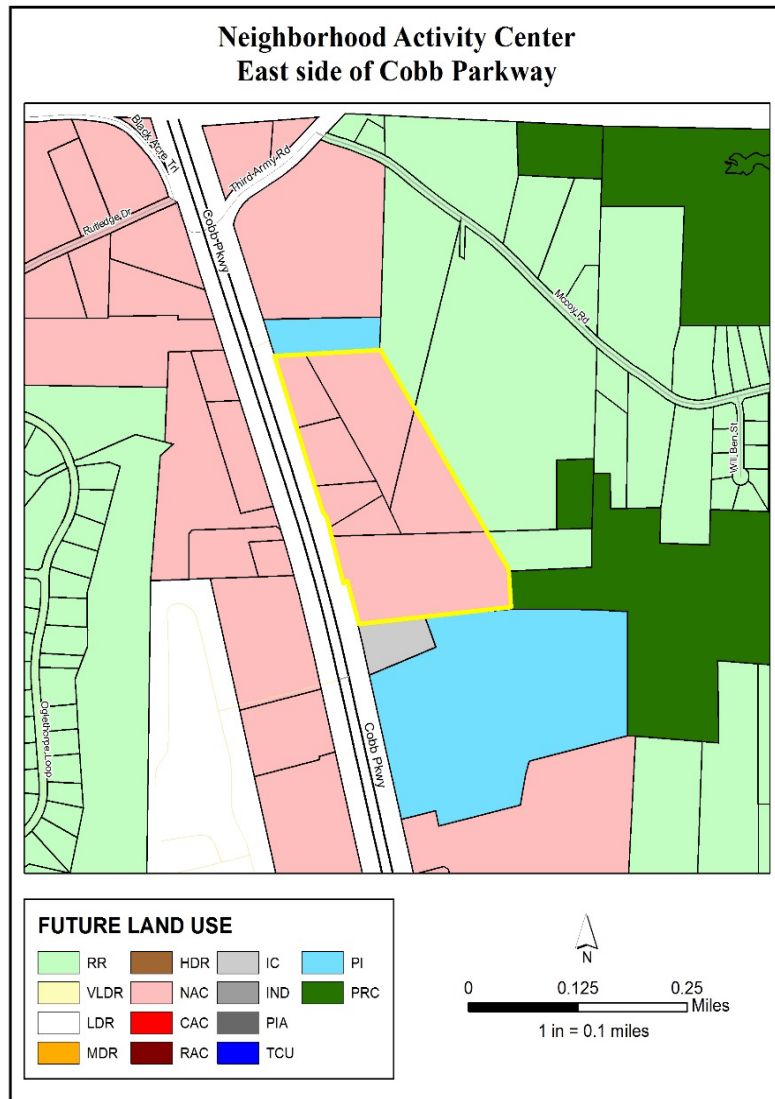 Neighborhood Activity Center
East side of Cobb Parkway
Black Acre Trl
Third Army Rd
Rutledge Dr
Cobb Pkwy
Mccoy Rd
Will Ben St
Oglethorpe Loop
Cobb Pkwy
FUTURE LAND USE
RR HDR IC PI
VLDR NAC IND PRC
LDR CAC PIA
MDR RAC TCU
N
0 0.125 0.25
Miles
1 in = 0.1 miles